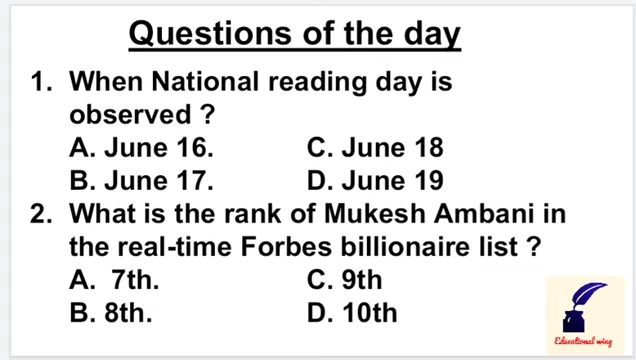 Questions of the day
1. When National reading day is
observed ?
A. June 16. C. June 18
B. June 17. D. June 19
2. What is the rank of Mukesh Ambani in
the real-time Forbes billionaire list ?
A. 7th. C. 9th
B. 8th. D. 10th
Educational wing